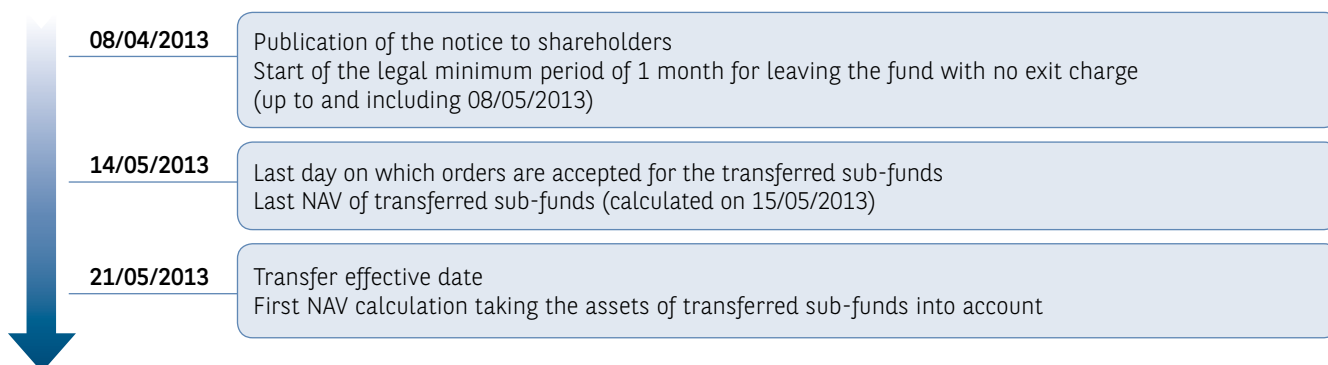 08/04/2013
Publication of the notice to shareholders
Start of the legal minimum period of 1 month for leaving the fund with no exit charge
(up to and including 08/05/2013)
14/05/2013
Last day on which orders are accepted for the transferred sub-funds
Last NAV of transferred sub-funds (calculated on 15/05/2013)
21/05/2013
Transfer effective date
First NAV calculation taking the assets of transferred sub-funds into account